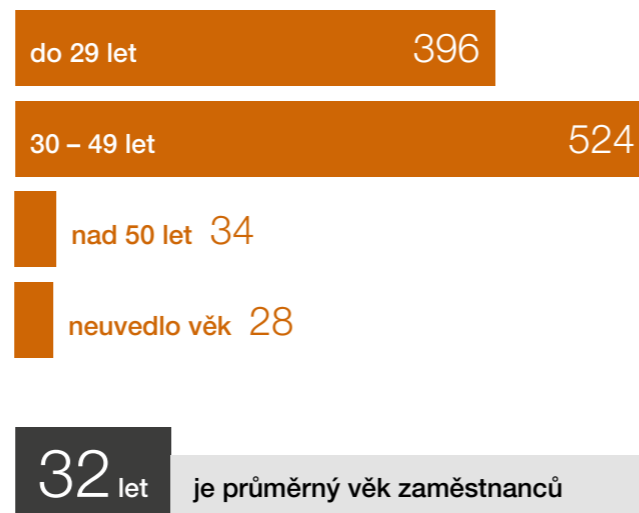 do 29 let 396
30 – 49 let 524
nad 50 let 34
neuvedlo věk 28
32 let je průměrný věk zaměstnanců